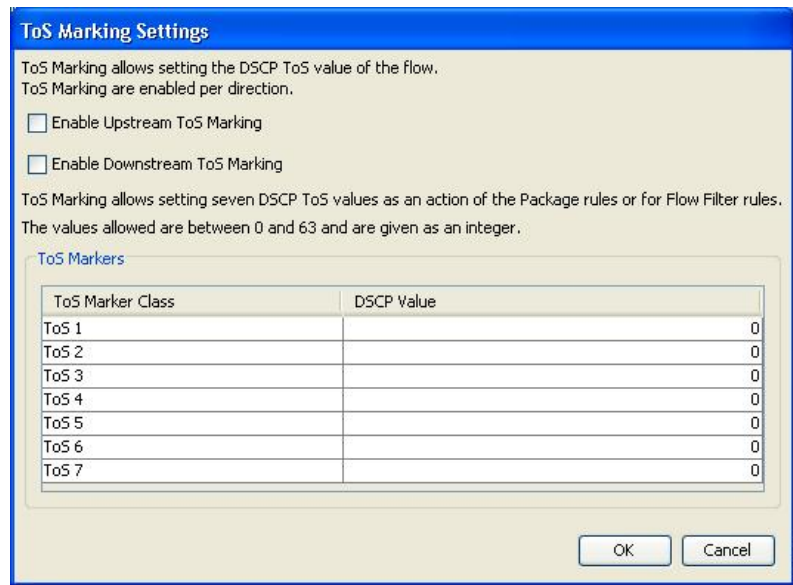 ToS Marking Settings
ToS Marking allows setting the DSCP ToS value of the flow.
ToS Marking are enabled per direction.
Enable Upstream ToS Marking
Enable Downstream ToS Marking
ToS Marking allows setting seven DSCP ToS values as an action of the Package rules or for Flow Filter rules.
The values allowed are between 0 and 63 and are given as an integer.
ToS Markers
ToS Marker Class DSCP Value
ToS 1 0
ToS 2 0
ToS 3 0
ToS 4 0
ToS 5 0
ToS 6 0
ToS 7 0
OK Cancel